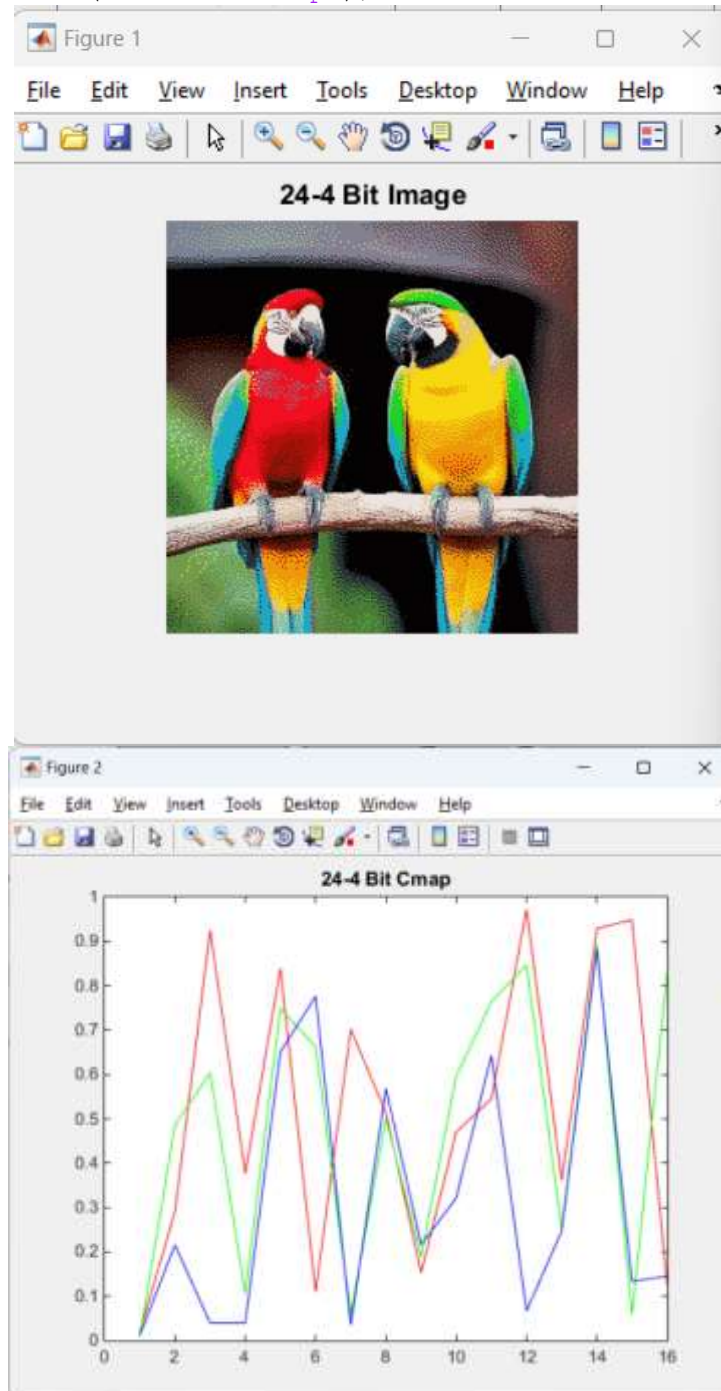 Figure 1
File Edit View Insert Tools Desktop Window Help
24-4 Bit Image
Figure 2
File Edit View Insert Tools Desktop Window Help
24-4 Bit Cmap
1
0.9
0.8
0.7
0.6
0.5
0.4
0.3
0.2
0.1
0
0 2 4 6 8 10 12 14 16